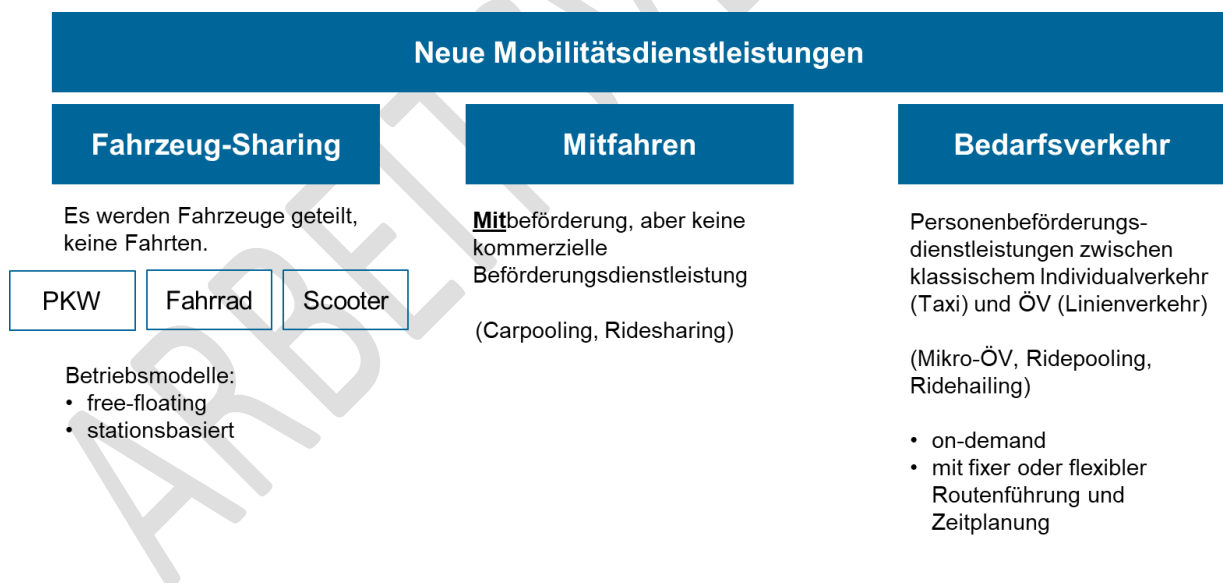 Neue Mobilitätsdienstleistungen
Fahrzeug-Sharing
Es werden Fahrzeuge geteilt,
keine Fahrten.
PKW
Fahrrad
Scooter
Betriebsmodelle:
• free-floating
• stationsbasiert
Mitfahren
Mitbeförderung, aber keine
kommerzielle
Beförderungsdienstleistung
(Carpooling, Ridesharing)
Bedarfsverkehr
Personenbeförderungs-
dienstleistungen zwischen
klassischem Individualverkehr
(Taxi) und ÖV (Linienverkehr)
(Mikro-ÖV, Ridepooling,
Ridehailing)
• on-demand
• mit fixer oder flexibler
Routenführung und
Zeitplanung